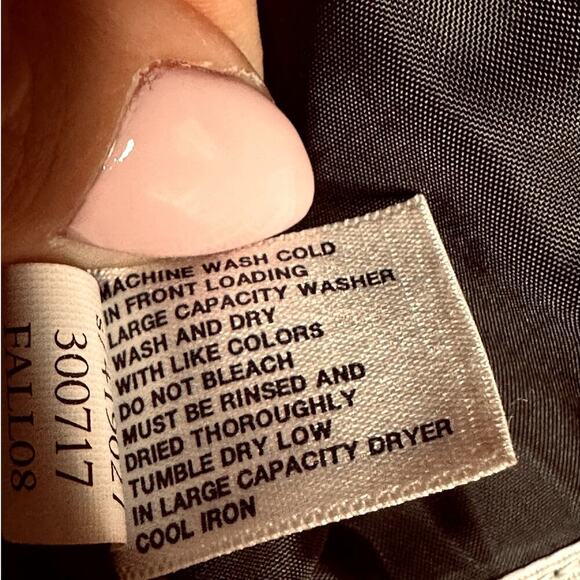 MACHINE WASH COLD
IN FRONT LOADING
LARGE CAPACITY WASHER
WASH AND DRY
WITH LIKE COLORS
DO NOT BLEACH
MUST BE RINSED AND
DRIED THOROUGHLY
TUMBLE DRY LOW
IN LARGE CAPACITY DRYER
COOL IRON
300717
FALL08